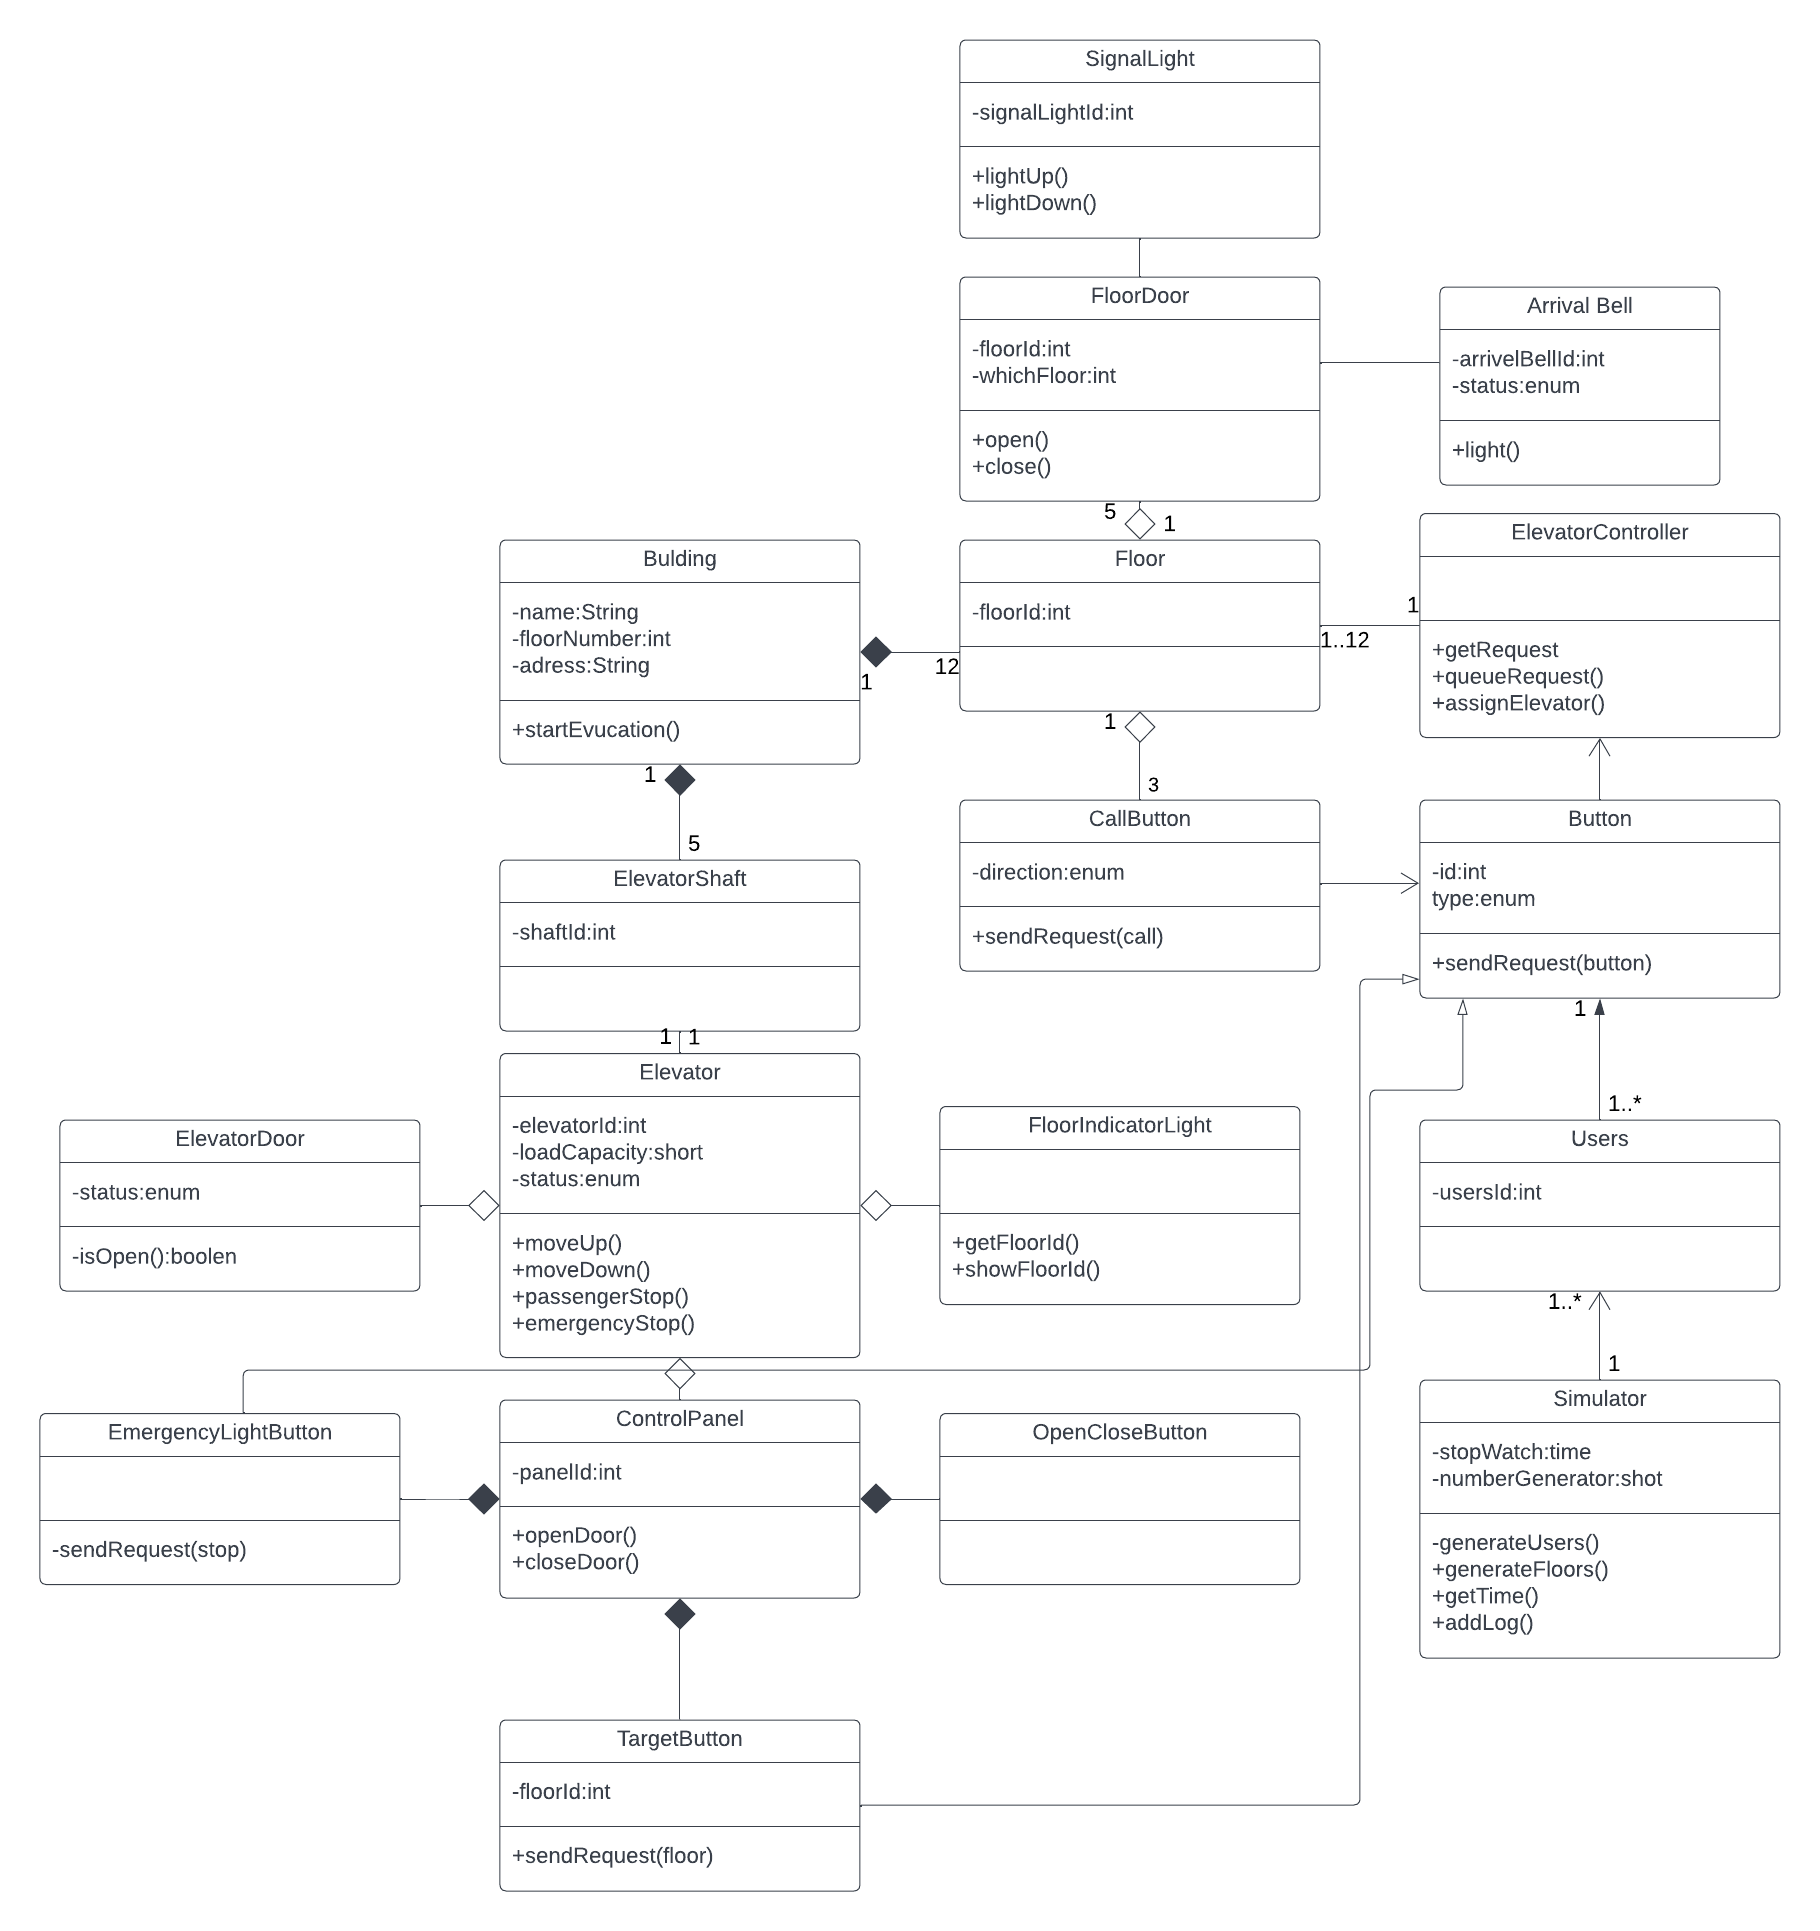 SignalLight
-signalLightId:int
+lightUp()
+lightDown()
FloorDoor
-floorId:int
-whichFloor:int
+open()
+close()
Arrival Bell
-arrivelBellId:int
-status:enum
+light()
5
1
Bulding
-name:String
-floorNumber:int
-adress:String
+startEvucation()
1
12
Floor
-floorId:int
1..12
1
ElevatorController
+getRequest
+queueRequest()
+assignElevator()
1
3
1
5
CallButton
-direction:enum
+sendRequest(call)
Button
-id:int
type:enum
+sendRequest(button)
ElevatorShaft
-shaftId:int
1
1
1
1..*
Elevator
-elevatorId:int
-loadCapacity:short
-status:enum
+moveUp()
+moveDown()
+passengerStop()
+emergencyStop()
ElevatorDoor
-status:enum
-isOpen():boolen
FloorIndicatorLight
+getFloorId()
+showFloorId()
Users
-usersId:int
1..*
1
EmergencyLightButton
-sendRequest(stop)
ControlPanel
-panelId:int
+openDoor()
+closeDoor()
OpenCloseButton
Simulator
-stopWatch:time
-numberGenerator:shot
-generateUsers()
+generateFloors()
+getTime()
+addLog()
TargetButton
-floorId:int
+sendRequest(floor)